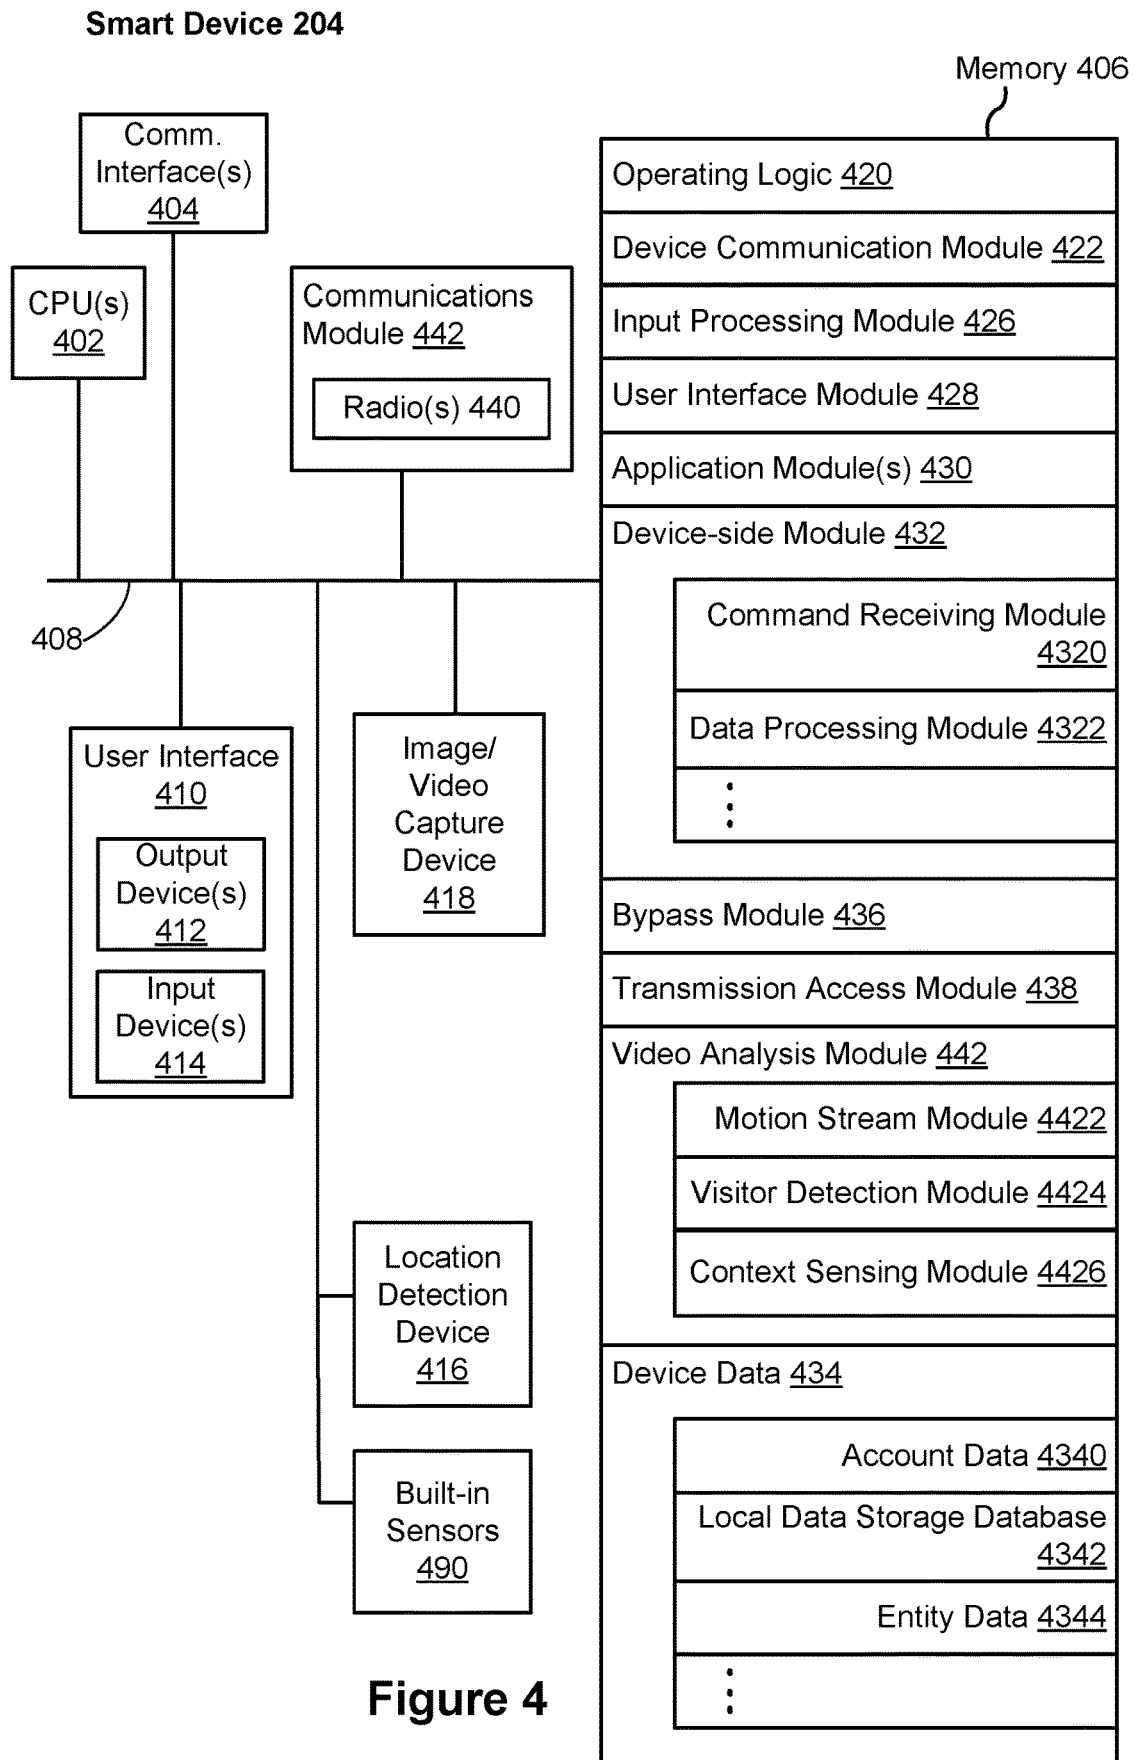 Smart Device 204
Memory 406
Comm.
Interface(s)
404
CPU(s)
402
Communications
Module 442
Radio(s) 440
408
User Interface
410
Output
Device(s)
412
Input
Device(s)
414
Image/
Video
Capture
Device
418
Location
Detection
Device
416
Built-in
Sensors
490
Operating Logic 420
Device Communication Module 422
Input Processing Module 426
User Interface Module 428
Application Module(s) 430
Device-side Module 432
Command Receiving Module
4320
Data Processing Module 4322
Bypass Module 436
Transmission Access Module 438
Video Analysis Module 442
Motion Stream Module 4422
Visitor Detection Module 4424
Context Sensing Module 4426
Device Data 434
Account Data 4340
Local Data Storage Database
4342
Entity Data 4344
Figure 4